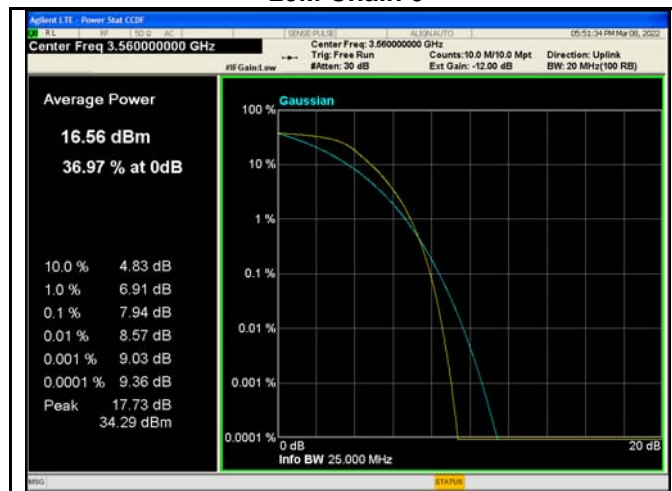 Agilent LTE - Power Stat CCDF
RL RF 50 Ω AC SENSE:PULSE ALIGNAUTO 05:51:34 PM Mar 08, 2022
Center Freq 3.560000000 GHz
Center Freq: 3.560000000 GHz
Trig: Free Run Counts:10.0 M/10.0 Mpt Direction: Uplink
#IFGain:Low #Atten: 30 dB Ext Gain: -12.00 dB BW: 20 MHz(100 RB)
Average Power
16.56 dBm
36.97 % at 0dB
10.0 % 4.83 dB
1.0 % 6.91 dB
0.1 % 7.94 dB
0.01 % 8.57 dB
0.001 % 9.03 dB
0.0001 % 9.36 dB
Peak 17.73 dB
34.29 dBm
Gaussian
100 %
10 %
1 %
0.1 %
0.01 %
0.001 %
0.0001 %
0 dB 20 dB
Info BW 25.000 MHz
MSG STATUS